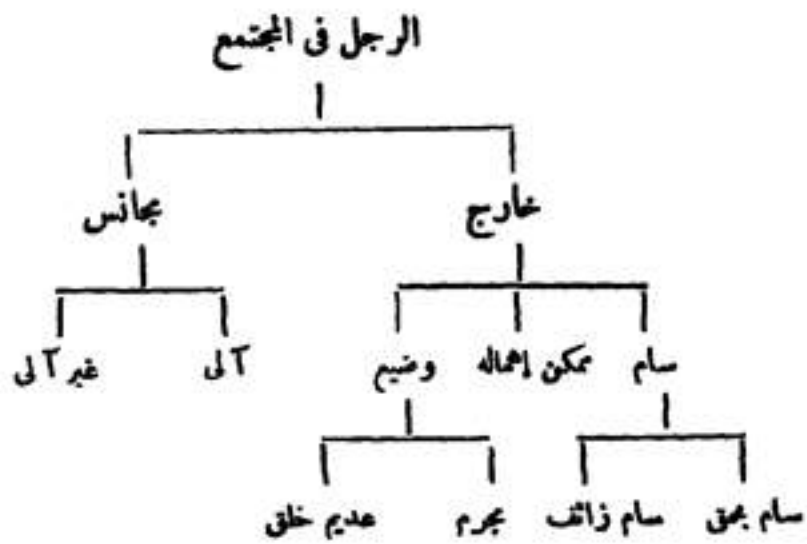 الرجل فى المجتمع
خارج مجانس
سام ممكن إهماله وضيع آلى غير آلى
سام بحق سام زائف مجرم عديم خلق